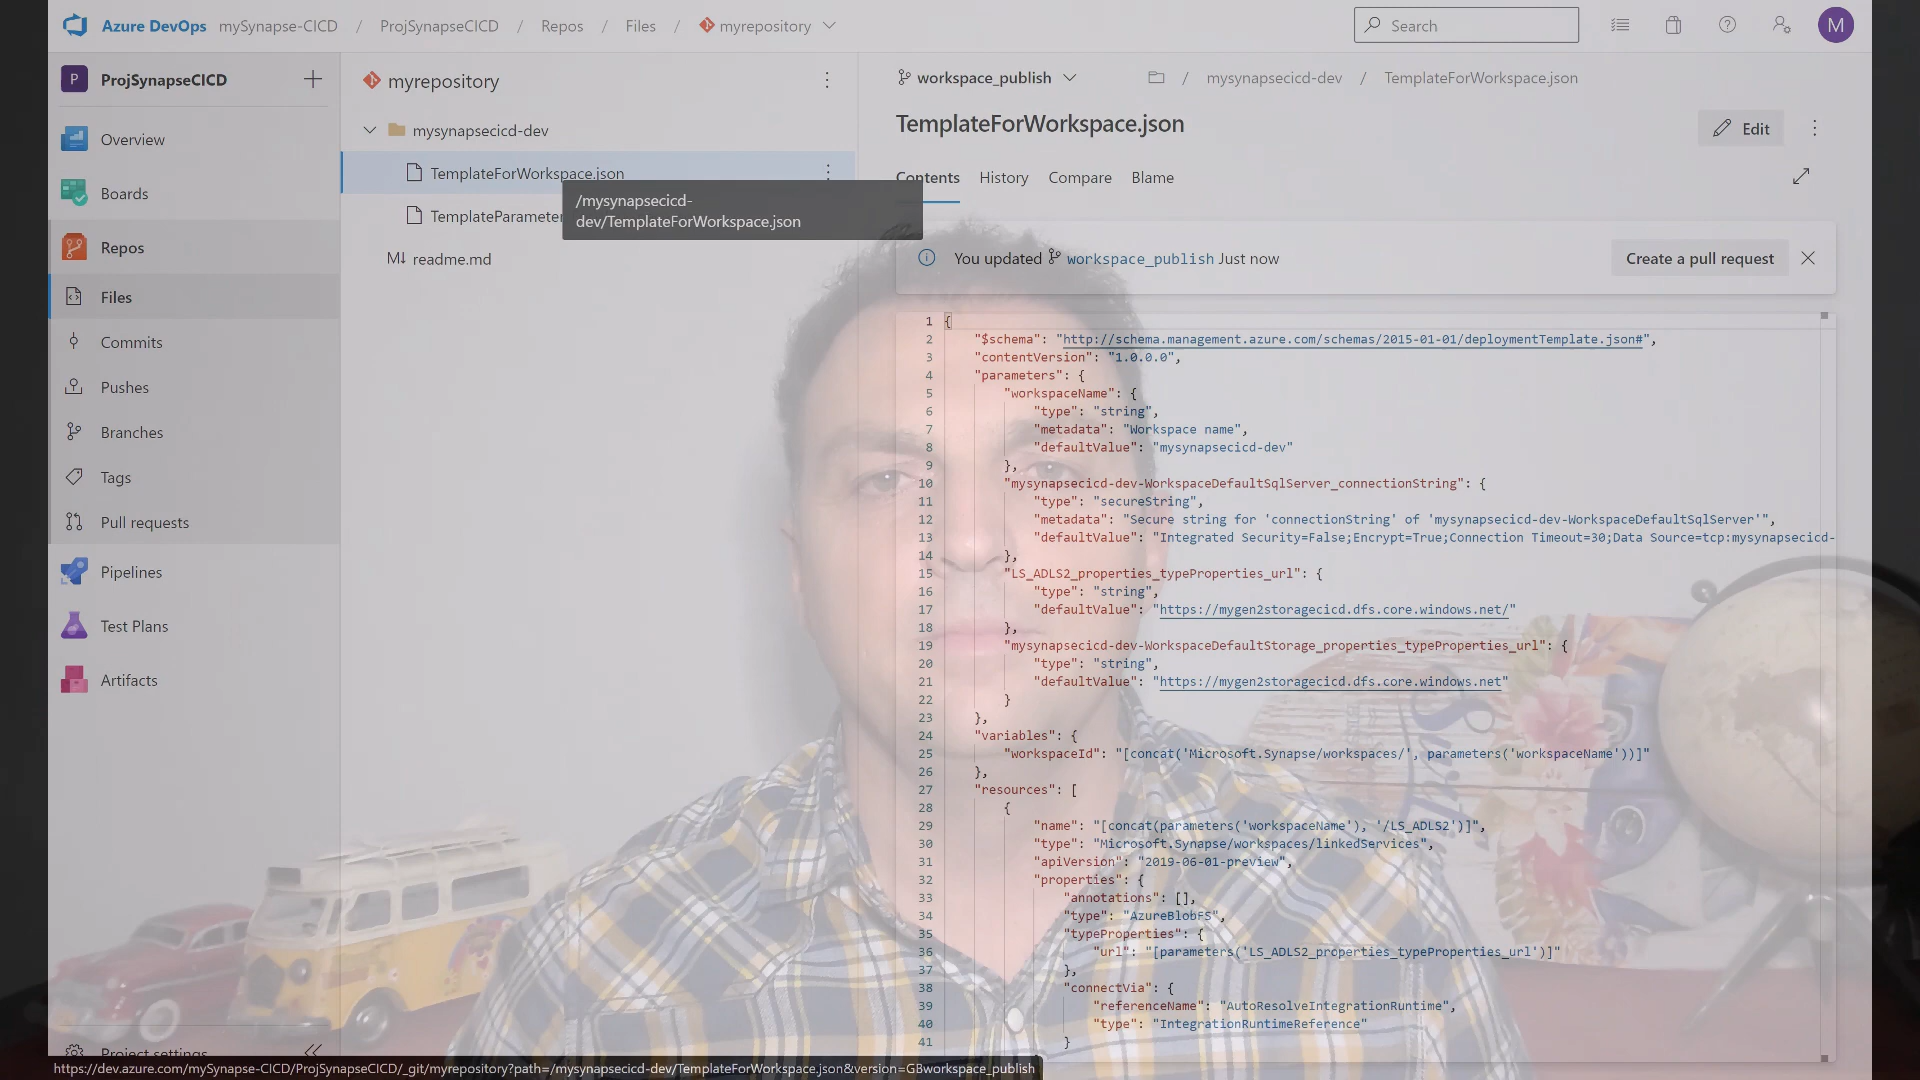 Azure DevOps mySynapse-CICD / ProjSynapseCICD / Repos / Files / myrepository
Search
M
P ProjSynapseCICD
Overview
Boards
Repos
Files
Commits
Pushes
Branches
Tags
Pull requests
Pipelines
Test Plans
Artifacts
Project settings
myrepository
mysynapsecicd-dev
TemplateForWorkspace.json
TemplateParameter
/mysynapsecicd-
dev/TemplateForWorkspace.json
M↓ readme.md
workspace_publish / mysynapsecicd-dev / TemplateForWorkspace.json
TemplateForWorkspace.json
Edit
Contents History Compare Blame
You updated workspace_publish Just now
Create a pull request
1 {
2 "$schema": "http://schema.management.azure.com/schemas/2015-01-01/deploymentTemplate.json#",
3 "contentVersion": "1.0.0.0",
4 "parameters": {
5 "workspaceName": {
6 "type": "string",
7 "metadata": "Workspace name",
8 "defaultValue": "mysynapsecicd-dev"
9 },
10 "mysynapsecicd-dev-WorkspaceDefaultSqlServer_connectionString": {
11 "type": "secureString",
12 "metadata": "Secure string for 'connectionString' of 'mysynapsecicd-dev-WorkspaceDefaultSqlServer'",
13 "defaultValue": "Integrated Security=False;Encrypt=True;Connection Timeout=30;Data Source=tcp:mysynapsecicd-
14 },
15 "LS_ADLS2_properties_typeProperties_url": {
16 "type": "string",
17 "defaultValue": "https://mygen2storagecicd.dfs.core.windows.net/"
18 },
19 "mysynapsecicd-dev-WorkspaceDefaultStorage_properties_typeProperties_url": {
20 "type": "string",
21 "defaultValue": "https://mygen2storagecicd.dfs.core.windows.net"
22 }
23 },
24 "variables": {
25 "workspaceId": "[concat('Microsoft.Synapse/workspaces/', parameters('workspaceName'))]"
26 },
27 "resources": [
28 {
29 "name": "[concat(parameters('workspaceName'), '/LS_ADLS2')]",
30 "type": "Microsoft.Synapse/workspaces/linkedServices",
31 "apiVersion": "2019-06-01-preview",
32 "properties": {
33 "annotations": [],
34 "type": "AzureBlobFS",
35 "typeProperties": {
36 "url": "[parameters('LS_ADLS2_properties_typeProperties_url')]"
37 },
38 "connectVia": {
39 "referenceName": "AutoResolveIntegrationRuntime",
40 "type": "IntegrationRuntimeReference"
41 }
https://dev.azure.com/mySynapse-CICD/ProjSynapseCICD/_git/myrepository?path=/mysynapsecicd-dev/TemplateForWorkspace.json&version=GBworkspace_publish